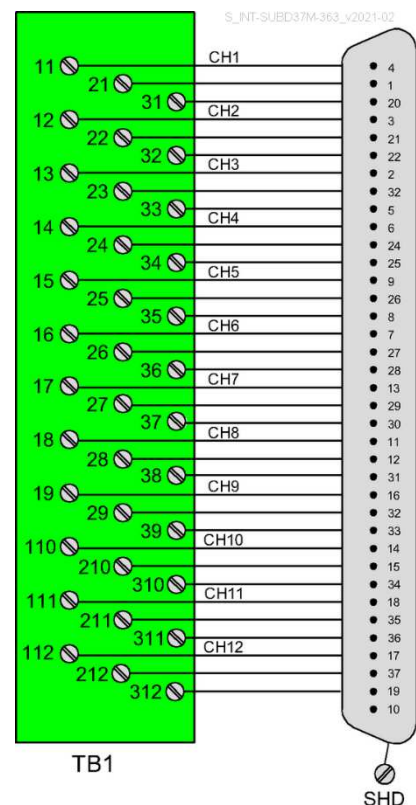 S_INT-SUBD37M-363_v2021-02
11 CH1 4
21 1
31 20
12 CH2 3
22 21
32 22
13 CH3 2
23 32
33 5
14 CH4 6
24 24
34 25
15 CH5 9
25 26
35 8
16 CH6 7
26 27
36 28
17 CH7 13
27 29
37 30
18 CH8 11
28 12
38 31
19 CH9 16
29 32
39 33
110 CH10 14
210 15
310 34
111 CH11 18
211 35
311 36
112 CH12 17
212 37
312 19
10
TB1
SHD